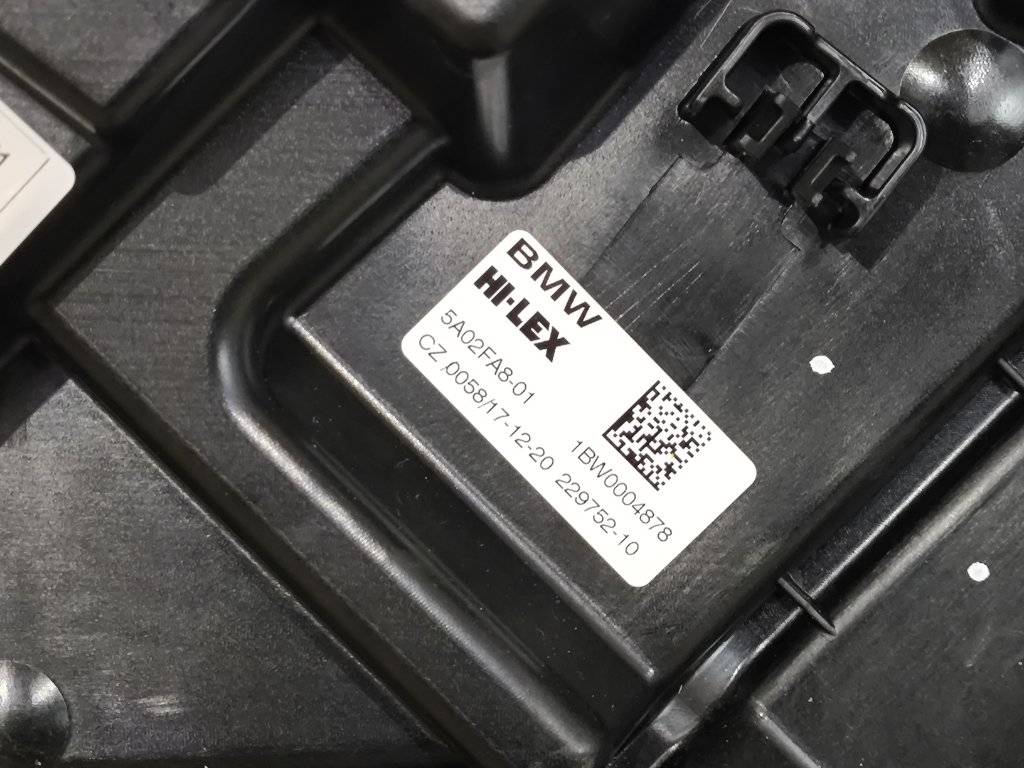 BMW
HI-LEX
5A02FA8-01
1BW0004878
CZ /0058/17-12-20 229752-10